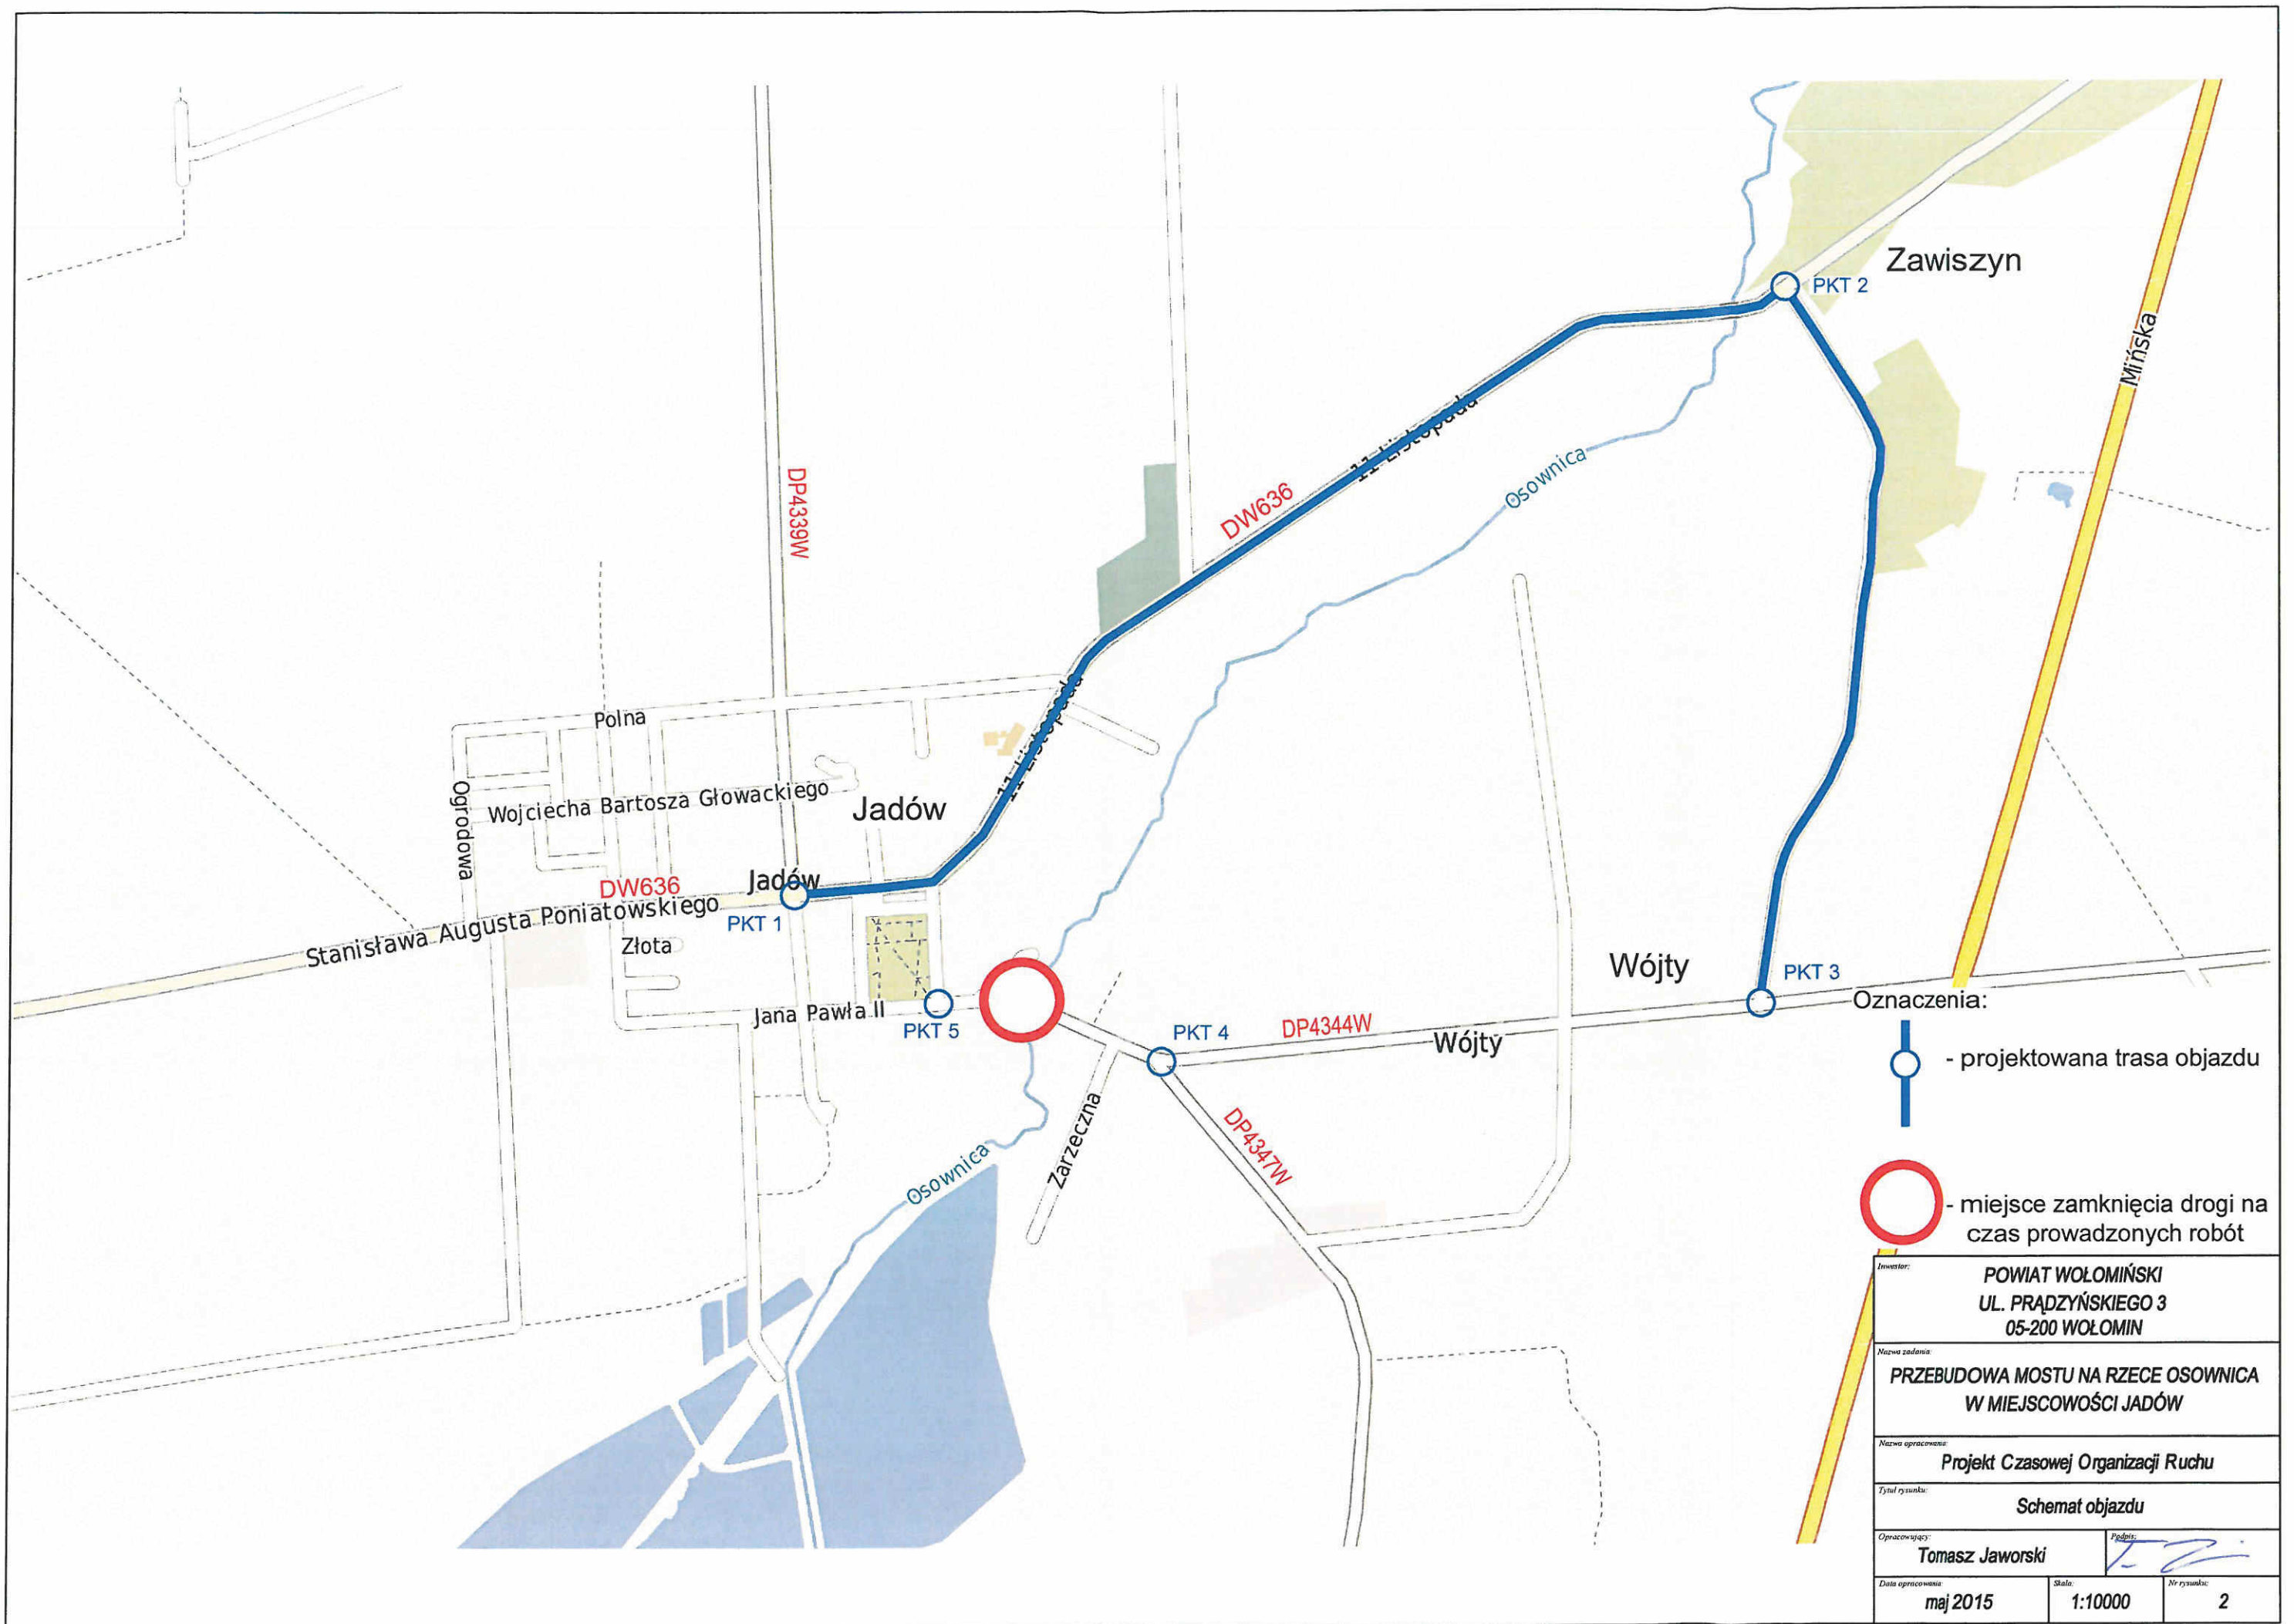 Zawiszyn
PKT 2
Mińska
11 Listopada
DW636
Osownica
DP4339W
Polna
11 Listopada
Ogrodowa
Wojciecha Bartosza Głowackiego
Jadów
Jadów
DW636
Stanisława Augusta Poniatowskiego
PKT 1
Złota
Jana Pawła II
PKT 5
PKT 4
DP4344W
Wójty
Wójty
PKT 3
Zarzeczna
DP4347W
Osownica
Oznaczenia:
- projektowana trasa objazdu
- miejsce zamknięcia drogi na
czas prowadzonych robót
Inwestor:
POWIAT WOŁOMIŃSKI
UL. PRĄDZYŃSKIEGO 3
05-200 WOŁOMIN
Nazwa zadania:
PRZEBUDOWA MOSTU NA RZECE OSOWNICA
W MIEJSCOWOŚCI JADÓW
Nazwa opracowania:
Projekt Czasowej Organizacji Ruchu
Tytuł rysunku:
Schemat objazdu
Opracowujący:
Podpis:
Tomasz Jaworski
Data opracowania:
Skala:
Nr rysunku:
maj 2015
1:10000
2